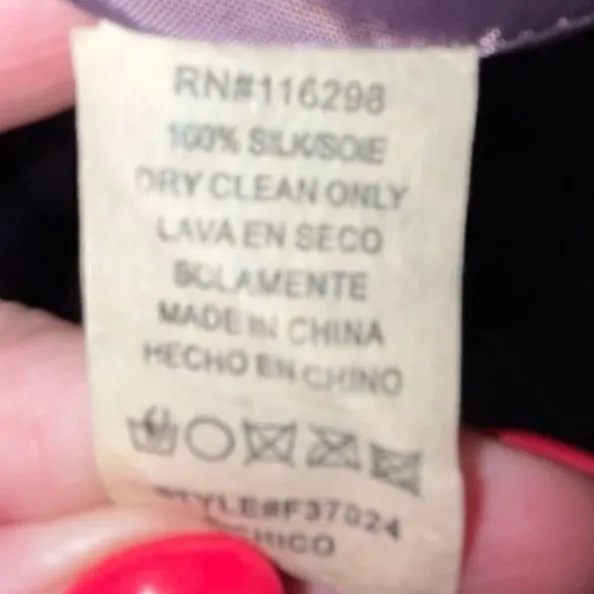 RN#116298
100% SILK/SOIE
DRY CLEAN ONLY
LAVA EN SECO
SOLAMENTE
MADE IN CHINA
HECHO EN CHINO
STYLE#F37024